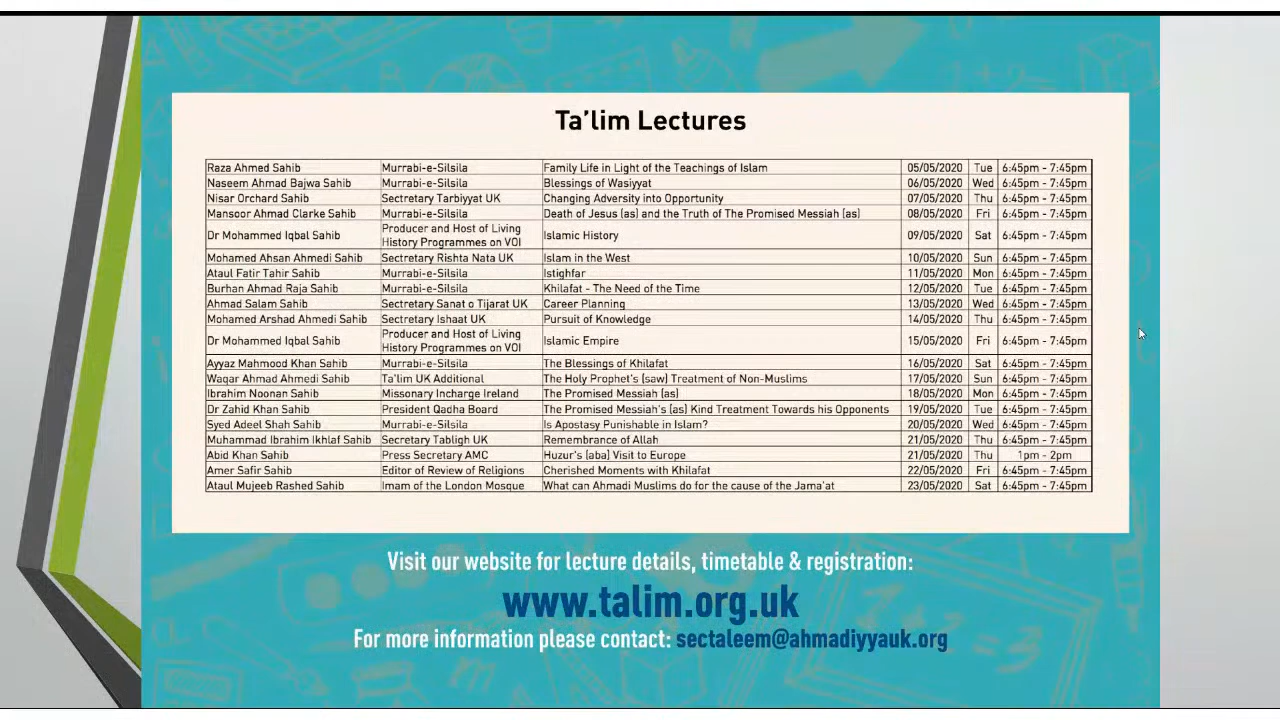 Ta'lim Lectures
Raza Ahmed Sahib Murrabi-e-Silsila Family Life in Light of the Teachings of Islam 05/05/2020 Tue 6:45pm - 7:45pm
Naseem Ahmad Bajwa Sahib Murrabi-e-Silsila Blessings of Wasiyyat 06/05/2020 Wed 6:45pm - 7:45pm
Nisar Orchard Sahib Sectretary Tarbiyyat UK Changing Adversity into Opportunity 07/05/2020 Thu 6:45pm - 7:45pm
Mansoor Ahmad Clarke Sahib Murrabi-e-Silsila Death of Jesus (as) and the Truth of The Promised Messiah (as) 08/05/2020 Fri 6:45pm - 7:45pm
Dr Mohammed Iqbal Sahib Producer and Host of Living History Programmes on VOI Islamic History 09/05/2020 Sat 6:45pm - 7:45pm
Mohamed Ahsan Ahmedi Sahib Sectretary Rishta Nata UK Islam in the West 10/05/2020 Sun 6:45pm - 7:45pm
Ataul Fatir Tahir Sahib Murrabi-e-Silsila Istighfar 11/05/2020 Mon 6:45pm - 7:45pm
Burhan Ahmad Raja Sahib Murrabi-e-Silsila Khilafat - The Need of the Time 12/05/2020 Tue 6:45pm - 7:45pm
Ahmad Salam Sahib Sectretary Sanat o Tijarat UK Career Planning 13/05/2020 Wed 6:45pm - 7:45pm
Mohamed Arshad Ahmedi Sahib Sectretary Ishaat UK Pursuit of Knowledge 14/05/2020 Thu 6:45pm - 7:45pm
Dr Mohammed Iqbal Sahib Producer and Host of Living History Programmes on VOI Islamic Empire 15/05/2020 Fri 6:45pm - 7:45pm
Ayyaz Mahmood Khan Sahib Murrabi-e-Silsila The Blessings of Khilafat 16/05/2020 Sat 6:45pm - 7:45pm
Waqar Ahmad Ahmedi Sahib Ta'lim UK Additional The Holy Prophet's (saw) Treatment of Non-Muslims 17/05/2020 Sun 6:45pm - 7:45pm
Ibrahim Noonan Sahib Missonary Incharge Ireland The Promised Messiah (as) 18/05/2020 Mon 6:45pm - 7:45pm
Dr Zahid Khan Sahib President Qadha Board The Promised Messiah's (as) Kind Treatment Towards his Opponents 19/05/2020 Tue 6:45pm - 7:45pm
Syed Adeel Shah Sahib Murrabi-e-Silsila Is Apostasy Punishable in Islam? 20/05/2020 Wed 6:45pm - 7:45pm
Muhammad Ibrahim Ikhlaf Sahib Secretary Tabligh UK Remembrance of Allah 21/05/2020 Thu 6:45pm - 7:45pm
Abid Khan Sahib Press Secretary AMC Huzur's (aba) Visit to Europe 21/05/2020 Thu 1pm - 2pm
Amer Safir Sahib Editor of Review of Religions Cherished Moments with Khilafat 22/05/2020 Fri 6:45pm - 7:45pm
Ataul Mujeeb Rashed Sahib Imam of the London Mosque What can Ahmadi Muslims do for the cause of the Jama'at 23/05/2020 Sat 6:45pm - 7:45pm
Visit our website for lecture details, timetable & registration:
www.talim.org.uk
For more information please contact: sectaleem@ahmadiyyauk.org